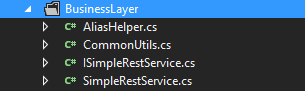 BusinessLayer
C# AliasHelper.cs
C# CommonUtils.cs
C# ISimpleRestService.cs
C# SimpleRestService.cs